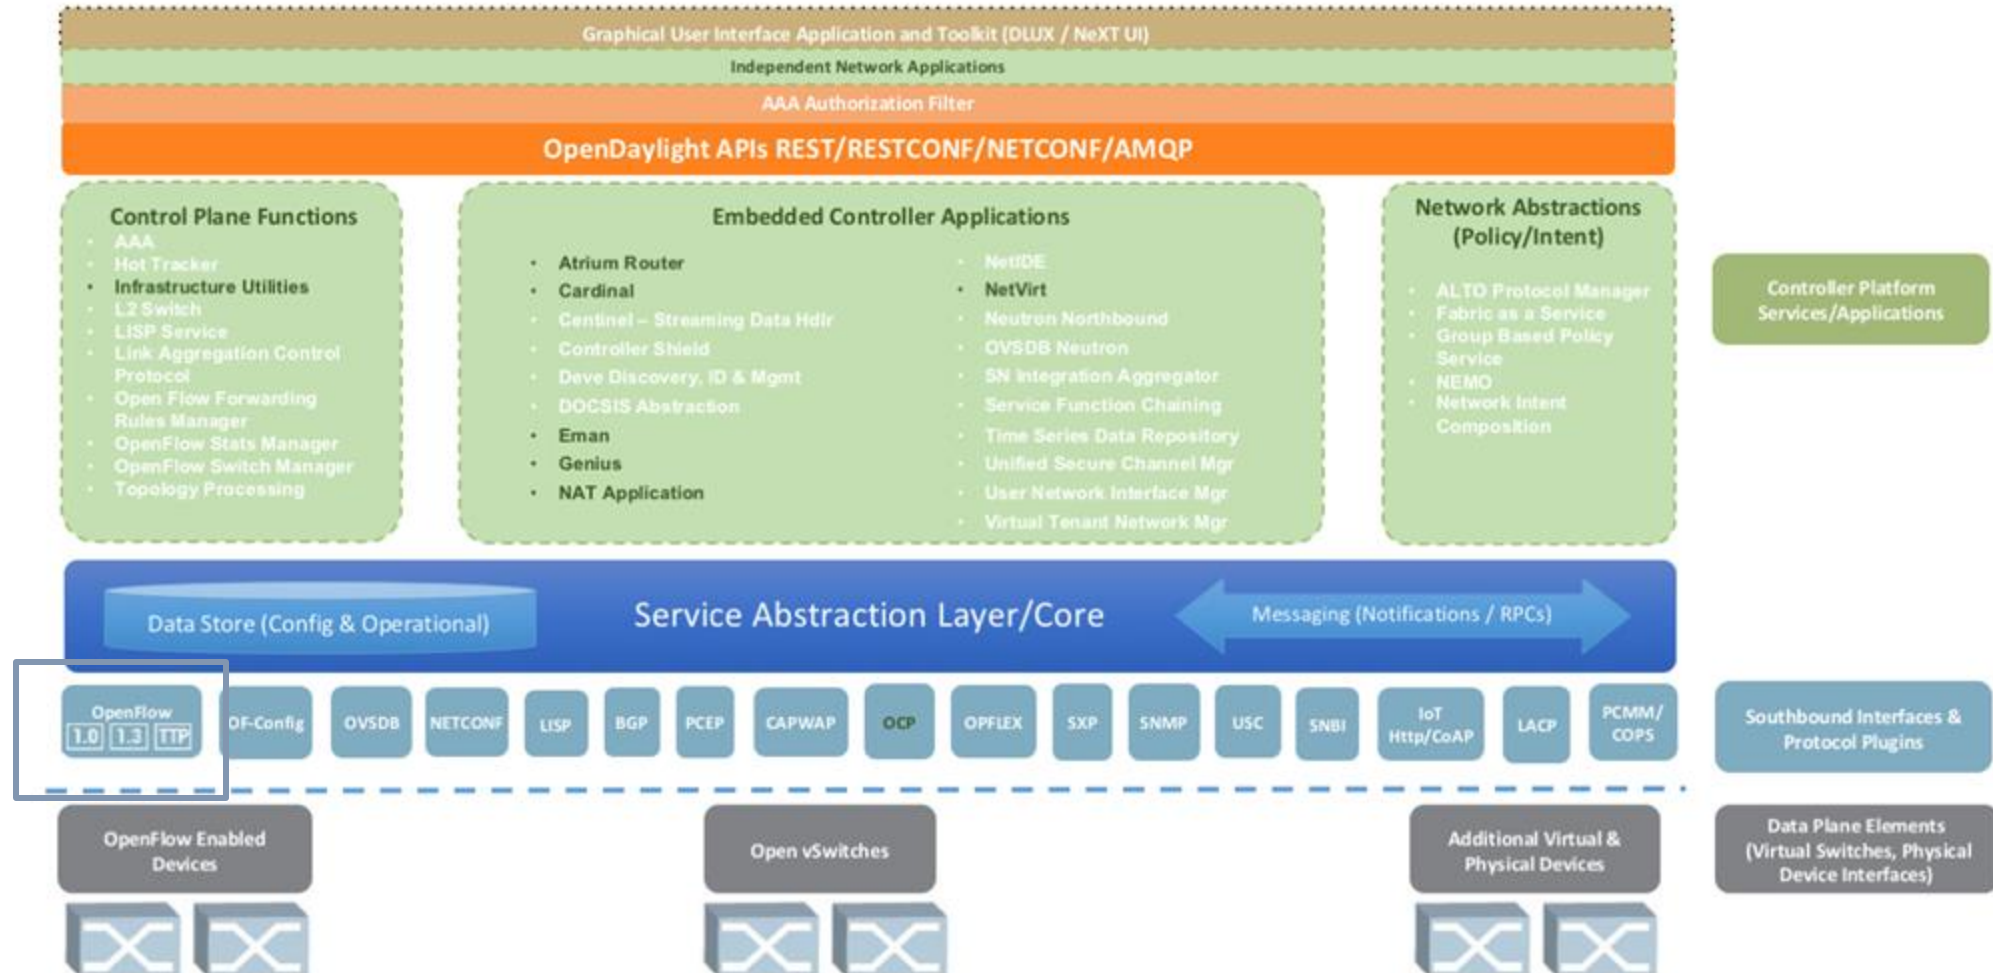 Graphical User Interface Application and Toolkit (DLUX / NeXT UI)
Independent Network Applications
AAA Authorization Filter
OpenDaylight APIs REST/RESTCONF/NETCONF/AMQP
Control Plane Functions
• AAA
• Hot Tracker
• Infrastructure Utilities
• L2 Switch
• LISP Service
• Link Aggregation Control
Protocol
• Open Flow Forwarding
Rules Manager
• OpenFlow Stats Manager
• OpenFlow Switch Manager
• Topology Processing
Embedded Controller Applications
• Atrium Router
• Cardinal
• Centinel – Streaming Data Hdlr
• Controller Shield
• Deve Discovery, ID & Mgmt
• DOCSIS Abstraction
• Eman
• Genius
• NAT Application
• NetIDE
• NetVirt
• Neutron Northbound
• OVSDB Neutron
• SN Integration Aggregator
• Service Function Chaining
• Time Series Data Repository
• Unified Secure Channel Mgr
• User Network Interface Mgr
• Virtual Tenant Network Mgr
Network Abstractions
(Policy/Intent)
• ALTO Protocol Manager
• Fabric as a Service
• Group Based Policy
Service
• NEMO
• Network Intent
Composition
Controller Platform
Services/Applications
Data Store (Config & Operational)
Service Abstraction Layer/Core
Messaging (Notifications / RPCs)
OpenFlow
1.0 1.3 TTP
OF-Config
OVSDB
NETCONF
LISP
BGP
PCEP
CAPWAP
OCP
OPFLEX
SXP
SNMP
USC
SNBI
IoT
Http/CoAP
LACP
PCMM/
COPS
Southbound Interfaces &
Protocol Plugins
OpenFlow Enabled
Devices
Open vSwitches
Additional Virtual &
Physical Devices
Data Plane Elements
(Virtual Switches, Physical
Device Interfaces)